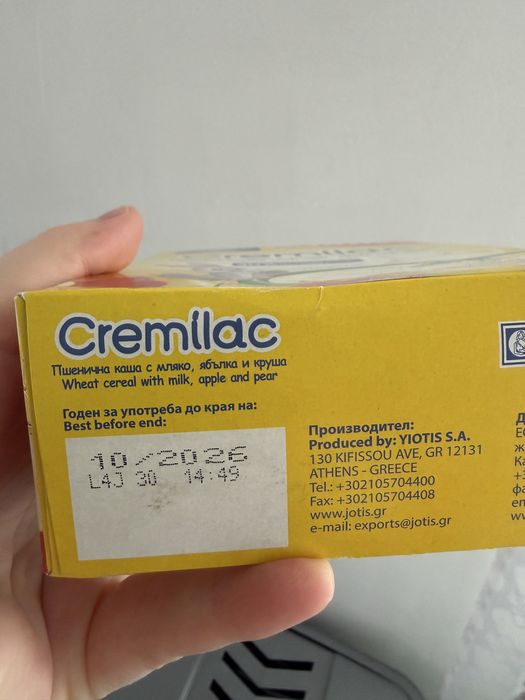 Cremilac
Cremilac
Пшенична каша с мляко, ябълка и круша
Wheat cereal with milk, apple and pear
Годен за употреба до края на:
Best before end:
10/2026
L4J 30 14:49
Производител:
Produced by: YIOTIS S.A.
130 KIFISSOU AVE, GR 12131
ATHENS - GREECE
Tel.: +302105704400
Fax: +302105704408
www.jotis.gr
e-mail: exports@jotis.gr